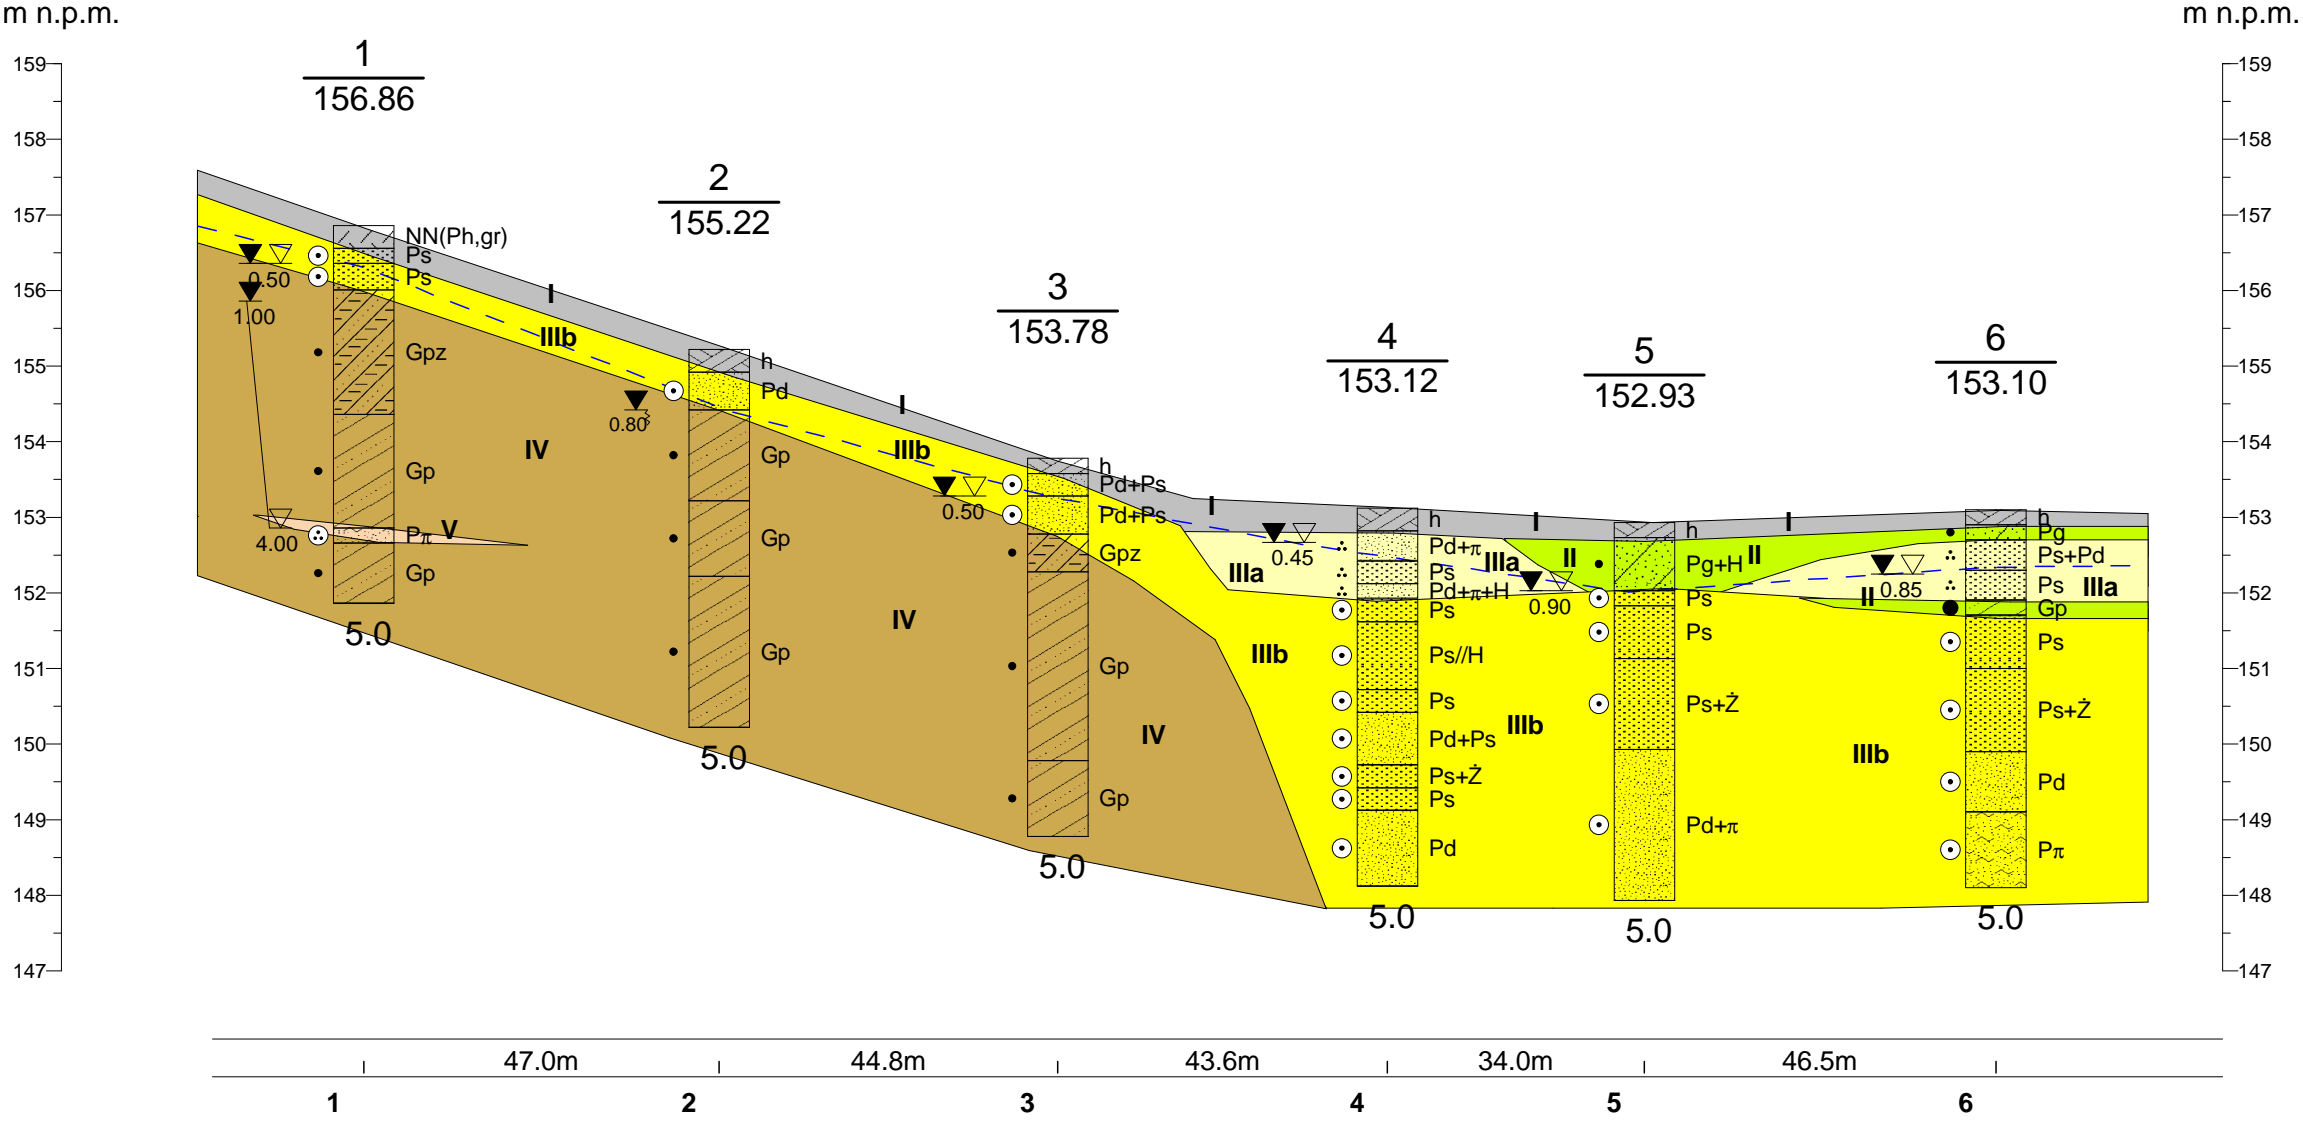 m n.p.m. m n.p.m.
1
156.86
2
155.22
3
153.78
4
153.12
5
152.93
6
153.10
159 159
158 158
157 157
156 156
155 155
154 154
153 153
152 152
151 151
150 150
149 149
148 148
147 147
NN(Ph,gr)
Ps
Ps
Gpz
Gp
Pπ
Gp
5.0
0.50
1.00
4.00
V
I
IIIb
IV
h
Pd
Gp
Gp
Gp
5.0
0.80
I
IIIb
IV
h
Pd+Ps
Pd+Ps
Gpz
Gp
Gp
5.0
0.50
IV
I
IIIa
IIIb
0.45
h
Pd+π
Ps
Pd+π+H
Ps
Ps//H
Ps
Pd+Ps
Ps+Ż
Ps
Pd
5.0
I
IIIa
II
0.90
IIIb
h
Pg+H
Ps
Ps
Ps+Ż
Pd+π
5.0
I
II
II
0.85
IIIb
h
Pg
Ps+Pd
Ps
IIIa
Gp
Ps
Ps+Ż
Pd
Pπ
5.0
47.0m 44.8m 43.6m 34.0m 46.5m
1 2 3 4 5 6